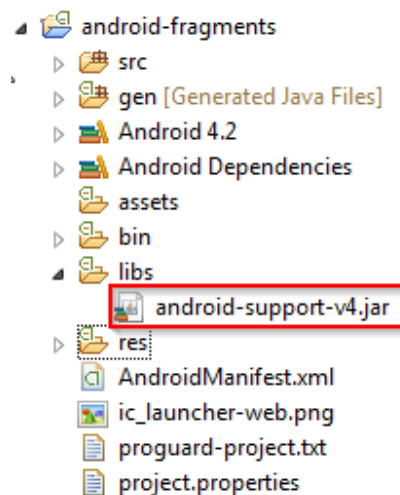 android-fragments
src
gen [Generated Java Files]
Android 4.2
Android Dependencies
assets
bin
libs
android-support-v4.jar
res
AndroidManifest.xml
ic_launcher-web.png
proguard-project.txt
project.properties